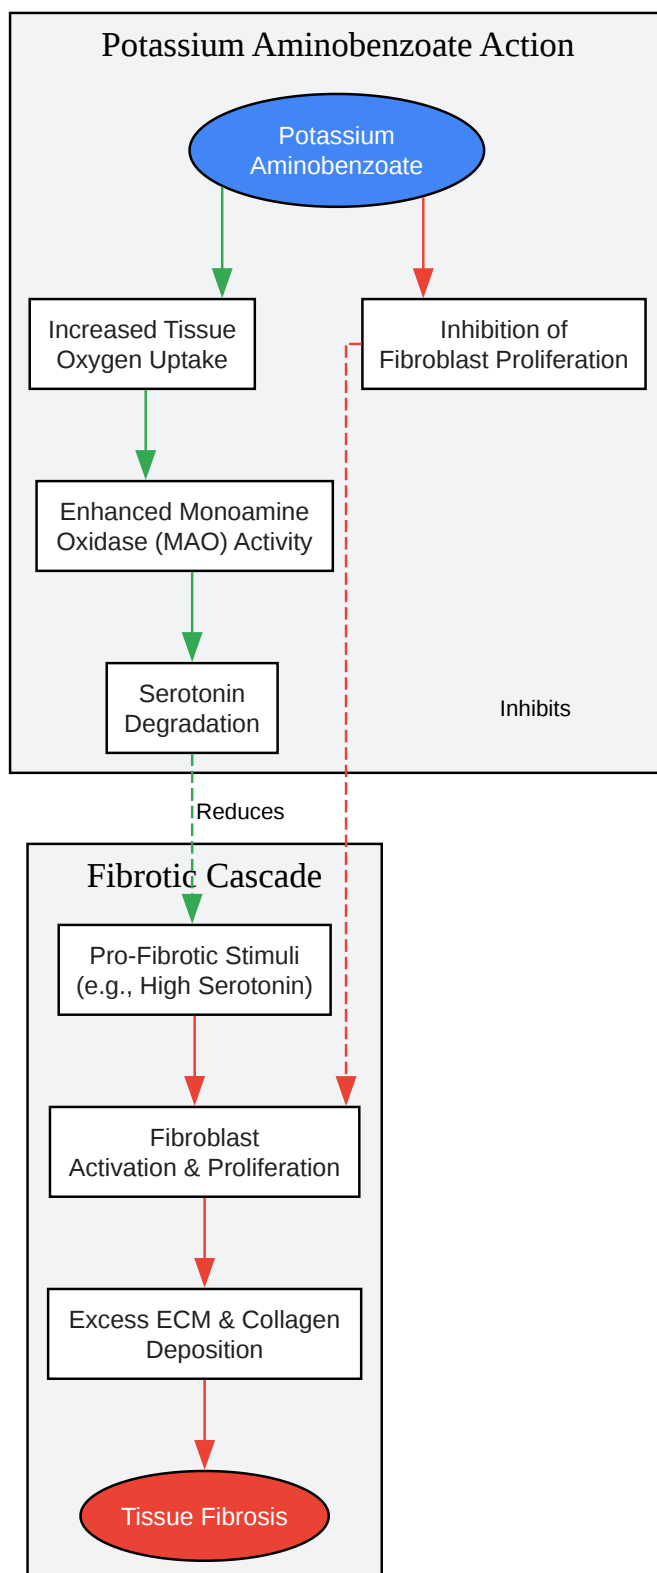 Potassium Aminobenzoate Action
Potassium
Aminobenzoate
Increased Tissue
Oxygen Uptake
Inhibition of
Fibroblast Proliferation
Enhanced Monoamine
Oxidase (MAO) Activity
Serotonin
Degradation
Inhibits
Reduces
Fibrotic Cascade
Pro-Fibrotic Stimuli
(e.g., High Serotonin)
Fibroblast
Activation & Proliferation
Excess ECM & Collagen
Deposition
Tissue Fibrosis